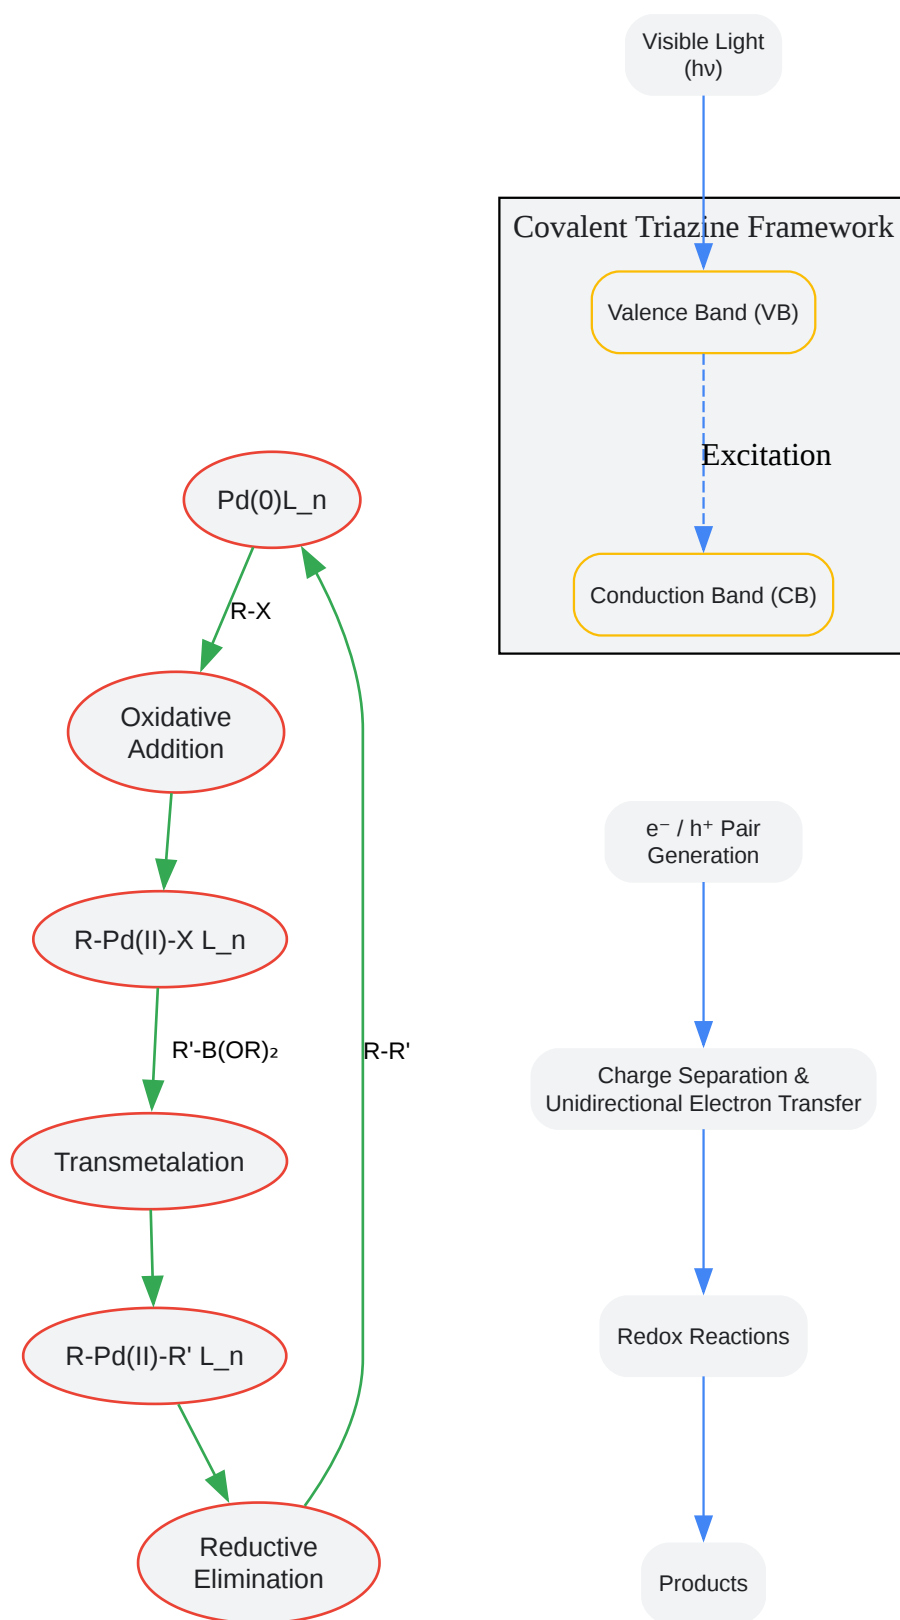 Visible Light
(hν)
Covalent Triazine Framework
Valence Band (VB)
Excitation
Conduction Band (CB)
Pd(0)L_n
R-X
Oxidative
Addition
R-Pd(II)-X L_n
R'-B(OR)₂
R-R'
Transmetalation
R-Pd(II)-R' L_n
Reductive
Elimination
e⁻ / h⁺ Pair
Generation
Charge Separation &
Unidirectional Electron Transfer
Redox Reactions
Products